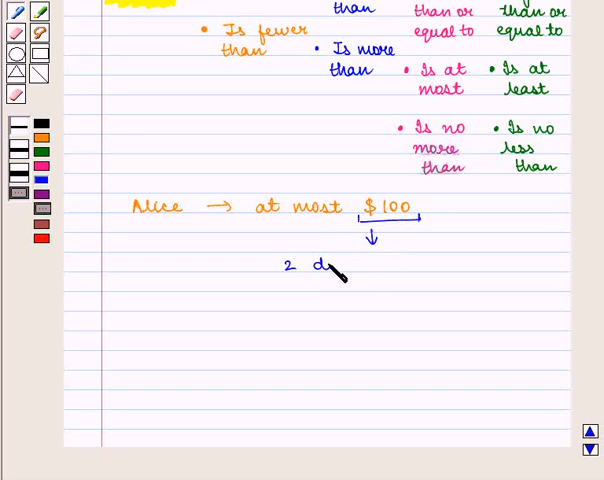 than
than or
equal to
than or
equal to
• Is fewer
than
• Is more
than
• Is at
most
• Is at
least
• Is no
more
than
• Is no
less
than
Alice → at most $100
↓
2 d